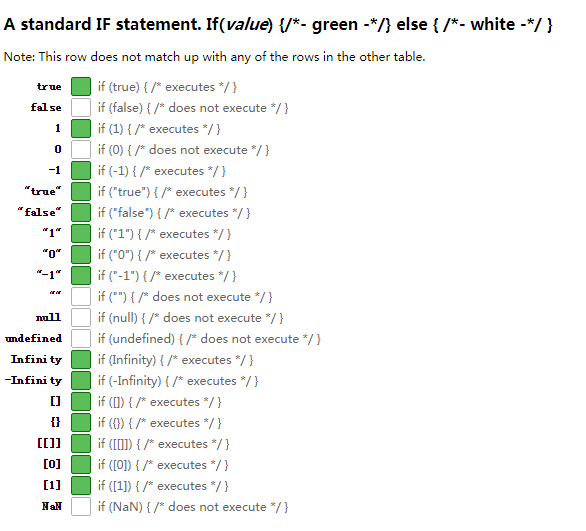 A standard IF statement. If(value) {/*- green -*/} else { /*- white -*/ }
Note: This row does not match up with any of the rows in the other table.
true if (true) { /* executes */ }
false if (false) { /* does not execute */ }
1 if (1) { /* executes */ }
0 if (0) { /* does not execute */ }
-1 if (-1) { /* executes */ }
"true" if ("true") { /* executes */ }
"false" if ("false") { /* executes */ }
"1" if ("1") { /* executes */ }
"0" if ("0") { /* executes */ }
"-1" if ("-1") { /* executes */ }
"" if ("") { /* does not execute */ }
null if (null) { /* does not execute */ }
undefined if (undefined) { /* does not execute */ }
Infinity if (Infinity) { /* executes */ }
-Infinity if (-Infinity) { /* executes */ }
[] if ([]) { /* executes */ }
{} if ({}) { /* executes */ }
[[]] if ([[]]) { /* executes */ }
[0] if ([0]) { /* executes */ }
[1] if ([1]) { /* executes */ }
NaN if (NaN) { /* does not execute */ }